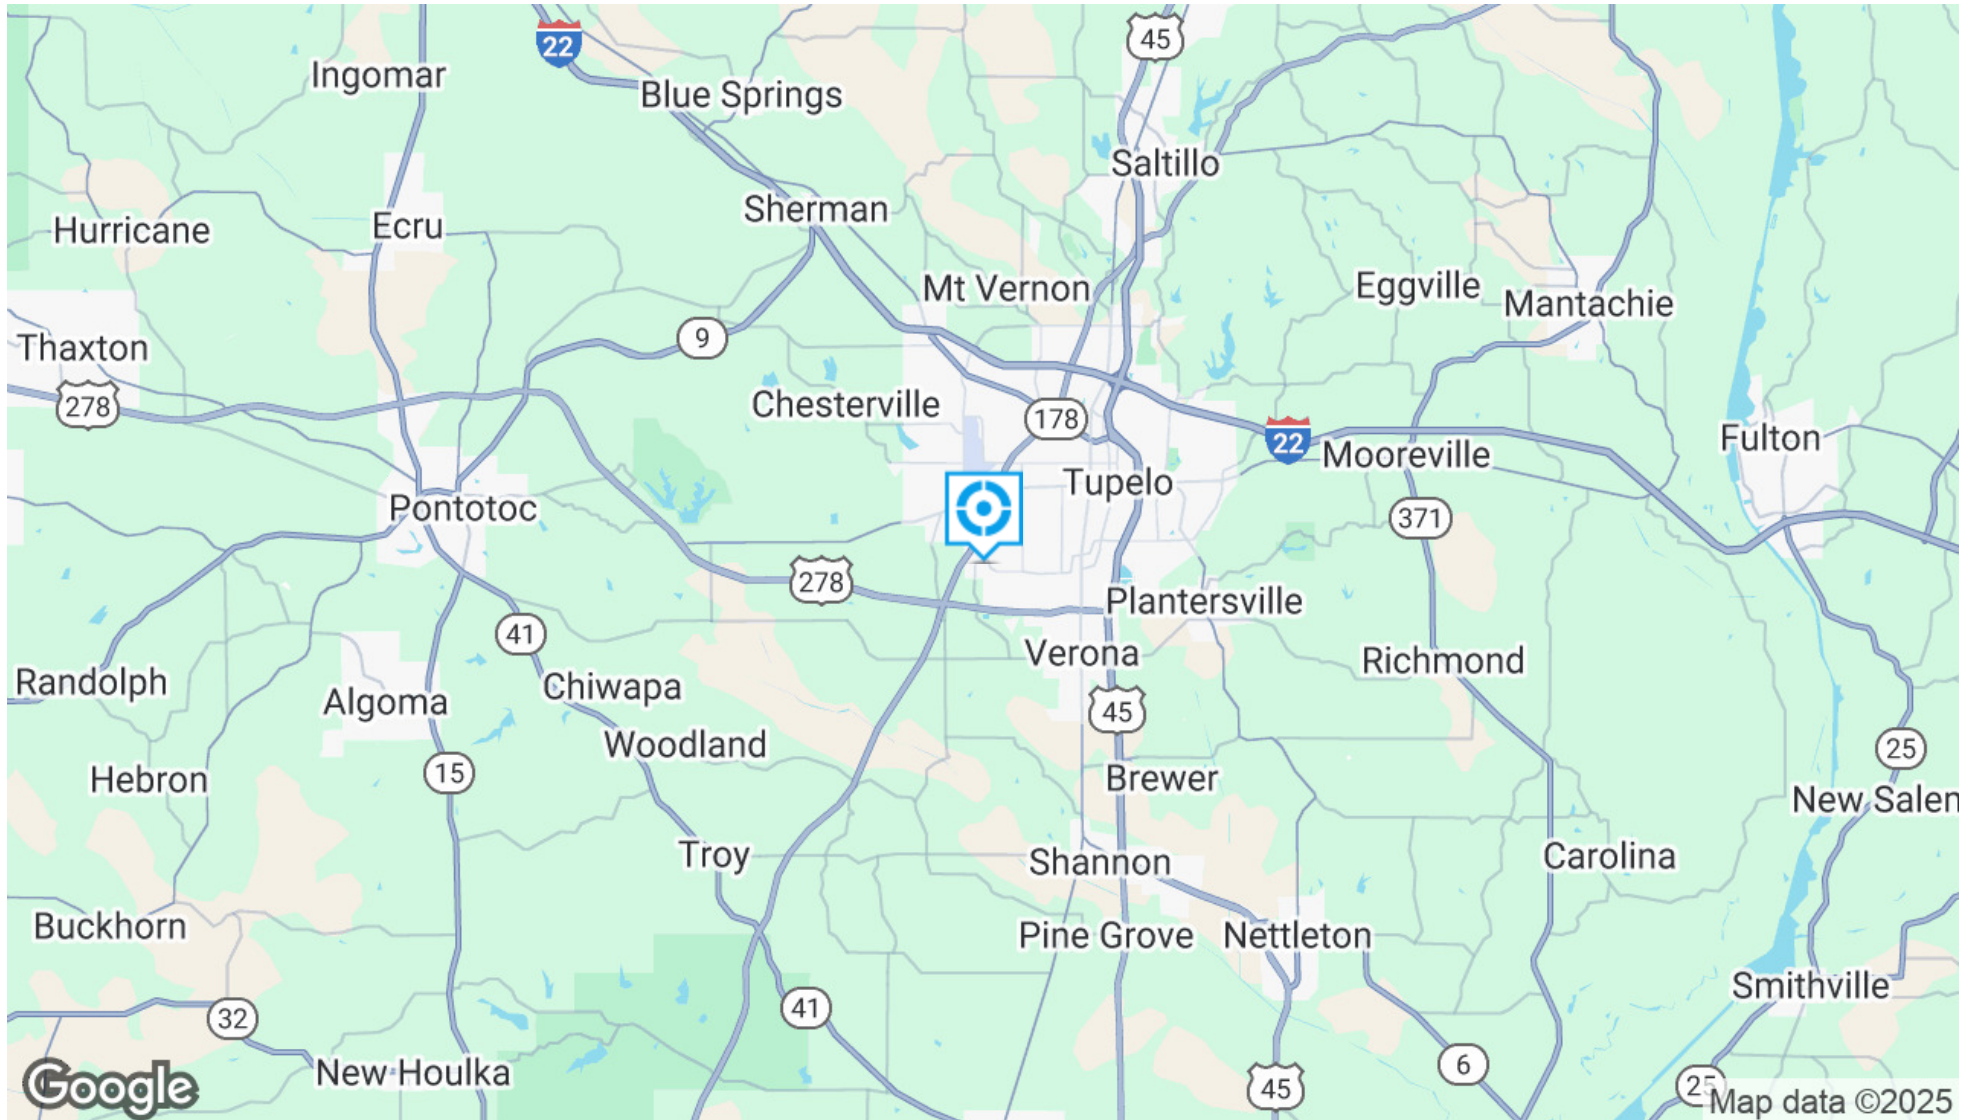 22
45
Ingomar
Blue Springs
Saltillo
Sherman
Hurricane
Ecru
Mt Vernon
Eggville
Mantachie
9
Thaxton
278
Chesterville
178
22
Mooreville
Fulton
Tupelo
Pontotoc
371
278
Plantersville
41
Verona
Richmond
Randolph
Chiwapa
Algoma
45
Woodland
25
15
Hebron
Brewer
New Salen
Troy
Shannon
Carolina
Buckhorn
Pine Grove
Nettleton
Smithville
41
32
6
New Houlka
45
25
Google
Map data ©2025